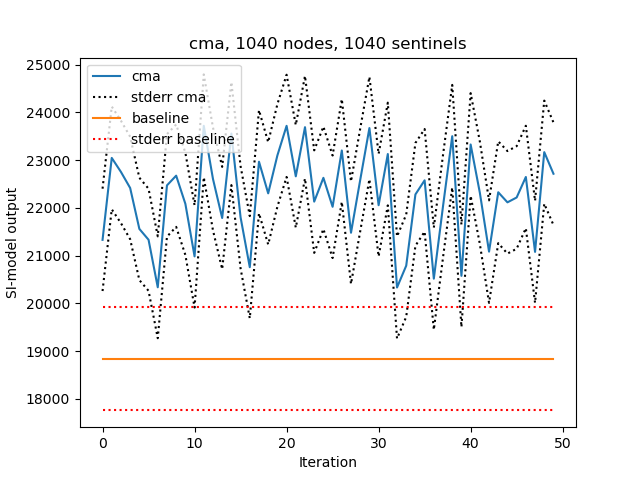 cma, 1040 nodes, 1040 sentinels
25000
24000
23000
22000
21000
20000
19000
18000
SI-model output
cma
stderr cma
baseline
stderr baseline
0
10
20
30
40
50
Iteration